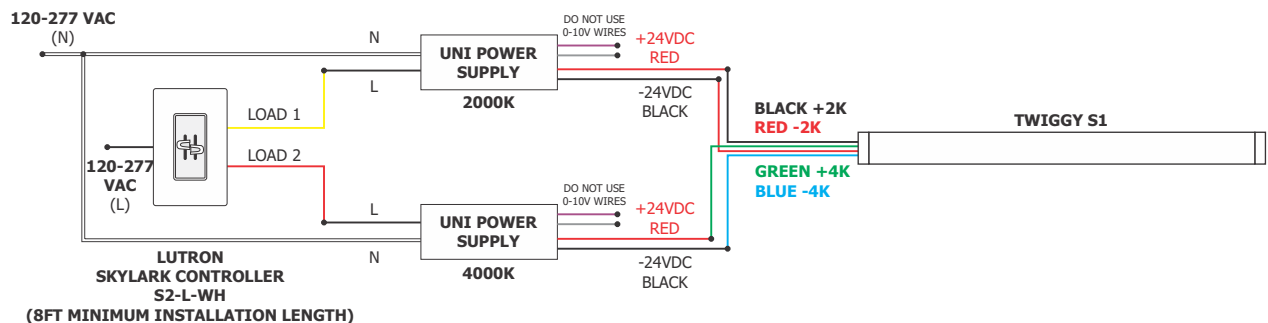 120-277 VAC
(N)
N
UNI POWER
SUPPLY
2000K
L
DO NOT USE
0-10V WIRES
+24VDC
RED
-24VDC
BLACK
LOAD 1
LOAD 2
120-277
VAC
(L)
BLACK +2K
RED -2K
GREEN +4K
BLUE -4K
TWIGGY S1
L
UNI POWER
SUPPLY
4000K
N
DO NOT USE
0-10V WIRES
+24VDC
RED
-24VDC
BLACK
LUTRON
SKYLARK CONTROLLER
S2-L-WH
(8FT MINIMUM INSTALLATION LENGTH)